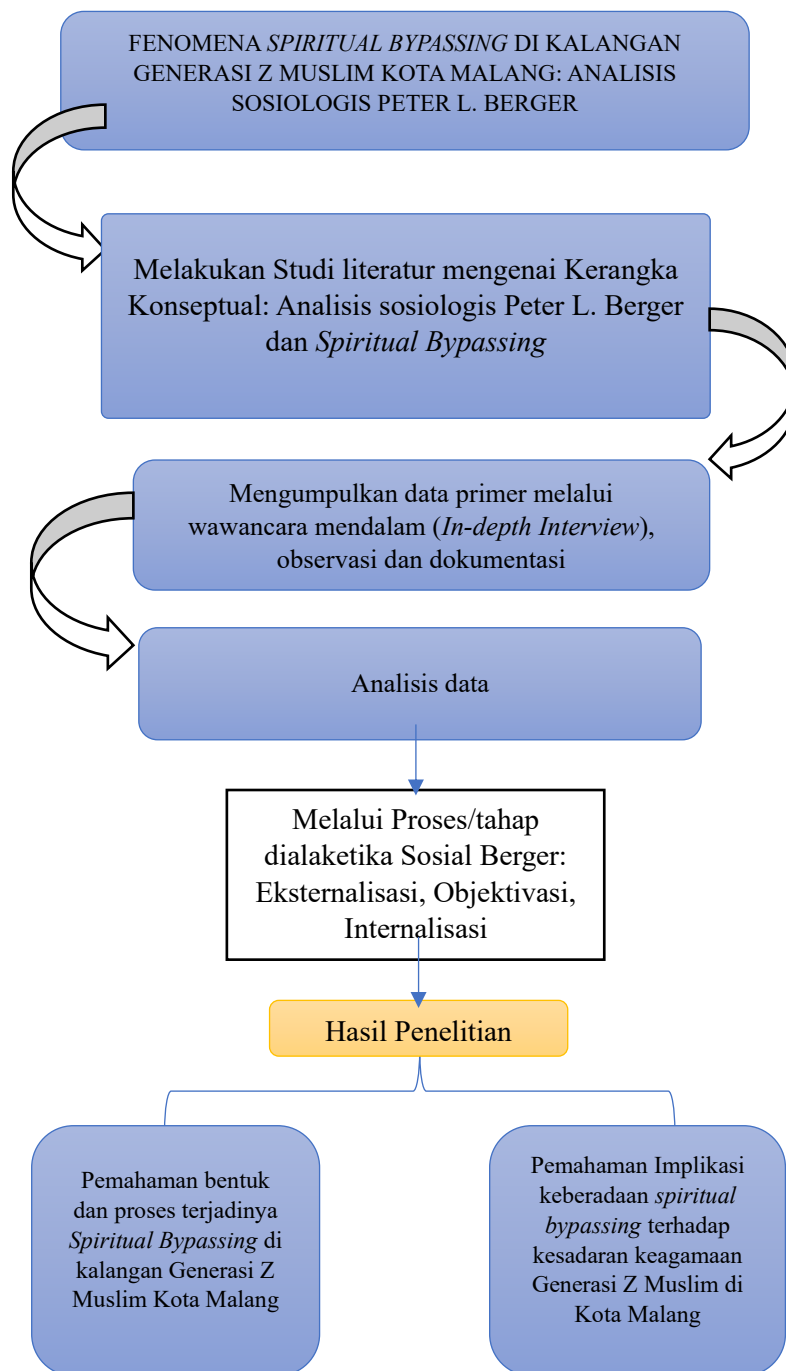 FENOMENA SPIRITUAL BYPASSING DI KALANGAN
GENERASI Z MUSLIM KOTA MALANG: ANALISIS
SOSIOLOGIS PETER L. BERGER
Melakukan Studi literatur mengenai Kerangka
Konseptual: Analisis sosiologis Peter L. Berger
dan Spiritual Bypassing
Mengumpulkan data primer melalui
wawancara mendalam (In-depth Interview),
observasi dan dokumentasi
Analisis data
Melalui Proses/tahap
dialaketika Sosial Berger:
Eksternalisasi, Objektivasi,
Internalisasi
Hasil Penelitian
Pemahaman bentuk
dan proses terjadinya
Spiritual Bypassing di
kalangan Generasi Z
Muslim Kota Malang
Pemahaman Implikasi
keberadaan spiritual
bypassing terhadap
kesadaran keagamaan
Generasi Z Muslim di
Kota Malang